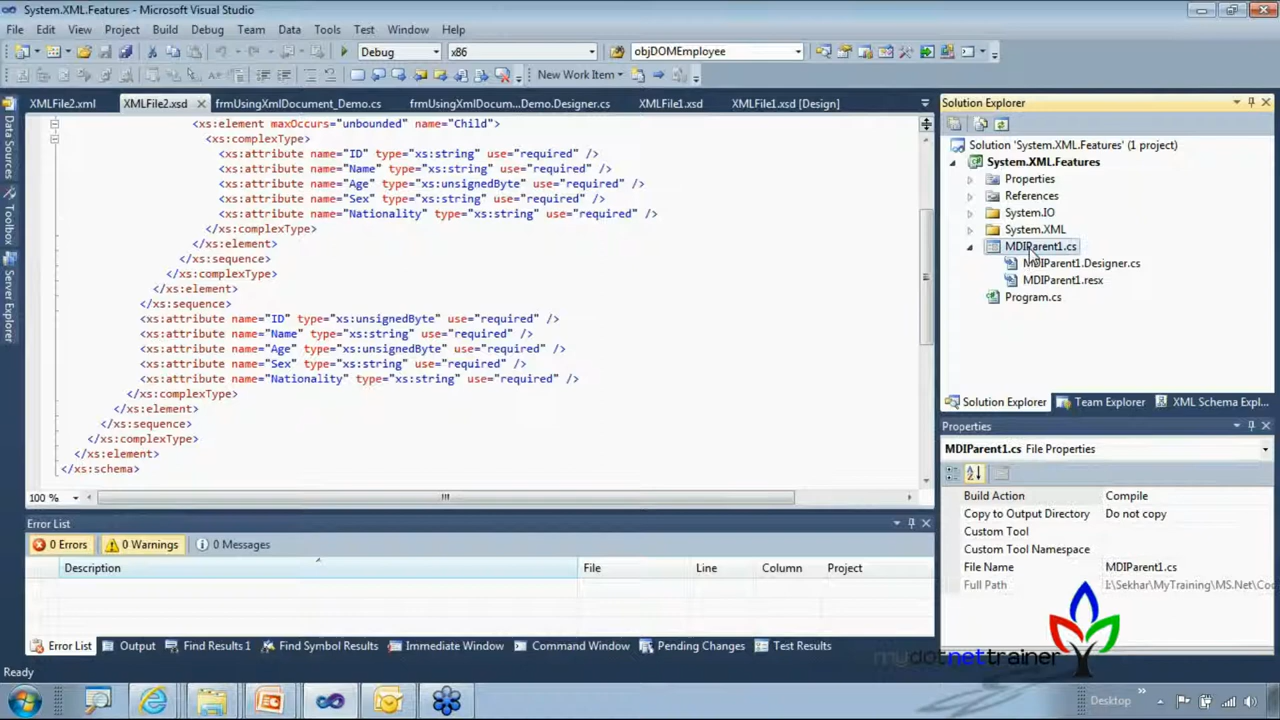 System.XML.Features - Microsoft Visual Studio
File Edit View Project Build Debug Team Data Tools Test Window Help
Debug x86 objDOMEmployee
New Work Item
XMLFile2.xml XMLFile2.xsd frmUsingXmlDocument_Demo.cs frmUsingXmlDocum...Demo.Designer.cs XMLFile1.xsd XMLFile1.xsd [Design]
Data Sources
Toolbox
Server Explorer
<xs:element maxOccurs="unbounded" name="Child">
<xs:complexType>
<xs:attribute name="ID" type="xs:string" use="required" />
<xs:attribute name="Name" type="xs:string" use="required" />
<xs:attribute name="Age" type="xs:unsignedByte" use="required" />
<xs:attribute name="Sex" type="xs:string" use="required" />
<xs:attribute name="Nationality" type="xs:string" use="required" />
</xs:complexType>
</xs:element>
</xs:sequence>
</xs:complexType>
</xs:element>
</xs:sequence>
<xs:attribute name="ID" type="xs:unsignedByte" use="required" />
<xs:attribute name="Name" type="xs:string" use="required" />
<xs:attribute name="Age" type="xs:unsignedByte" use="required" />
<xs:attribute name="Sex" type="xs:string" use="required" />
<xs:attribute name="Nationality" type="xs:string" use="required" />
</xs:complexType>
</xs:element>
</xs:sequence>
</xs:complexType>
</xs:element>
</xs:schema>
100 %
Error List
0 Errors 0 Warnings 0 Messages
Description File Line Column Project
Error List Output Find Results 1 Find Symbol Results Immediate Window Command Window Pending Changes Test Results
Ready
Solution Explorer
Solution 'System.XML.Features' (1 project)
System.XML.Features
Properties
References
System.IO
System.XML
MDIParent1.cs
MDIParent1.Designer.cs
MDIParent1.resx
Program.cs
Solution Explorer Team Explorer XML Schema Expl...
Properties
MDIParent1.cs File Properties
Build Action Compile
Copy to Output Directory Do not copy
Custom Tool
Custom Tool Namespace
File Name MDIParent1.cs
Full Path I:\Sekhar\MyTraining\MS.Net\Co
mydotnettrainer
Desktop